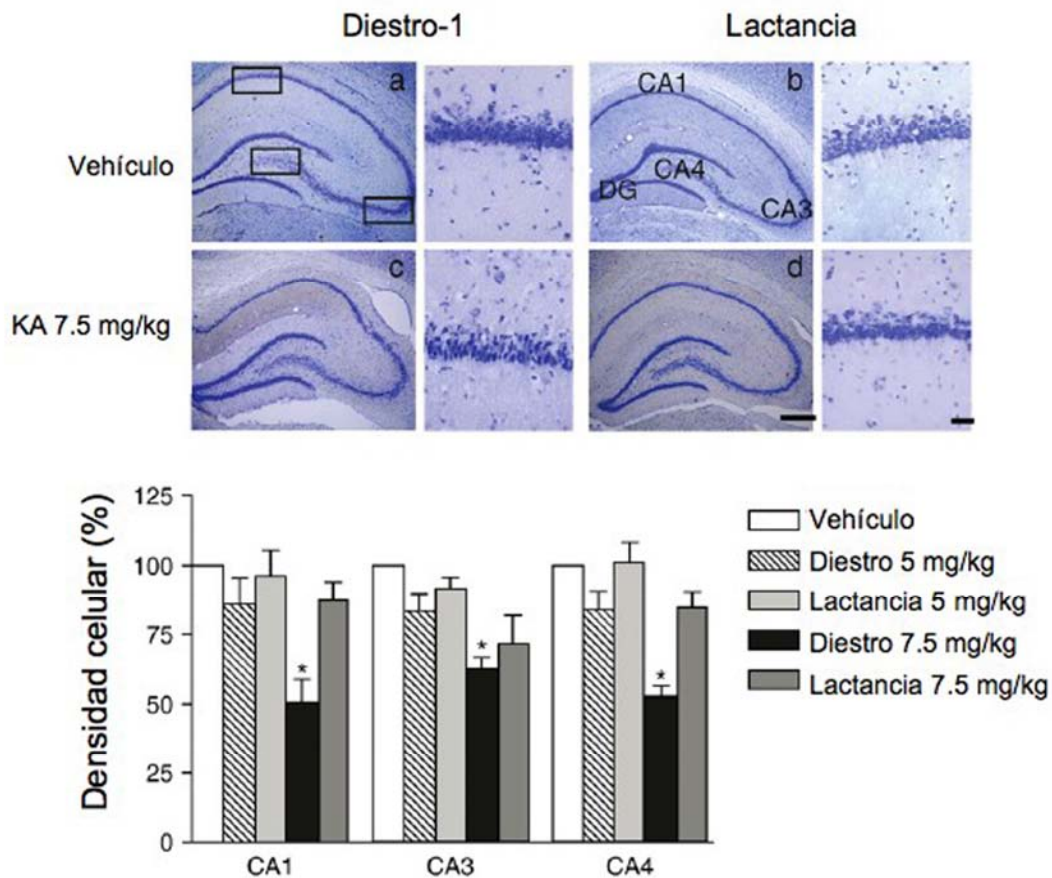 Diestro-1 Lactancia
Vehículo
a
b
CA1
CA4
DG
CA3
KA 7.5 mg/kg
c
d
Densidad celular (%)
125
100
75
50
25
0
*
*
*
CA1 CA3 CA4
Vehículo
Diestro 5 mg/kg
Lactancia 5 mg/kg
Diestro 7.5 mg/kg
Lactancia 7.5 mg/kg